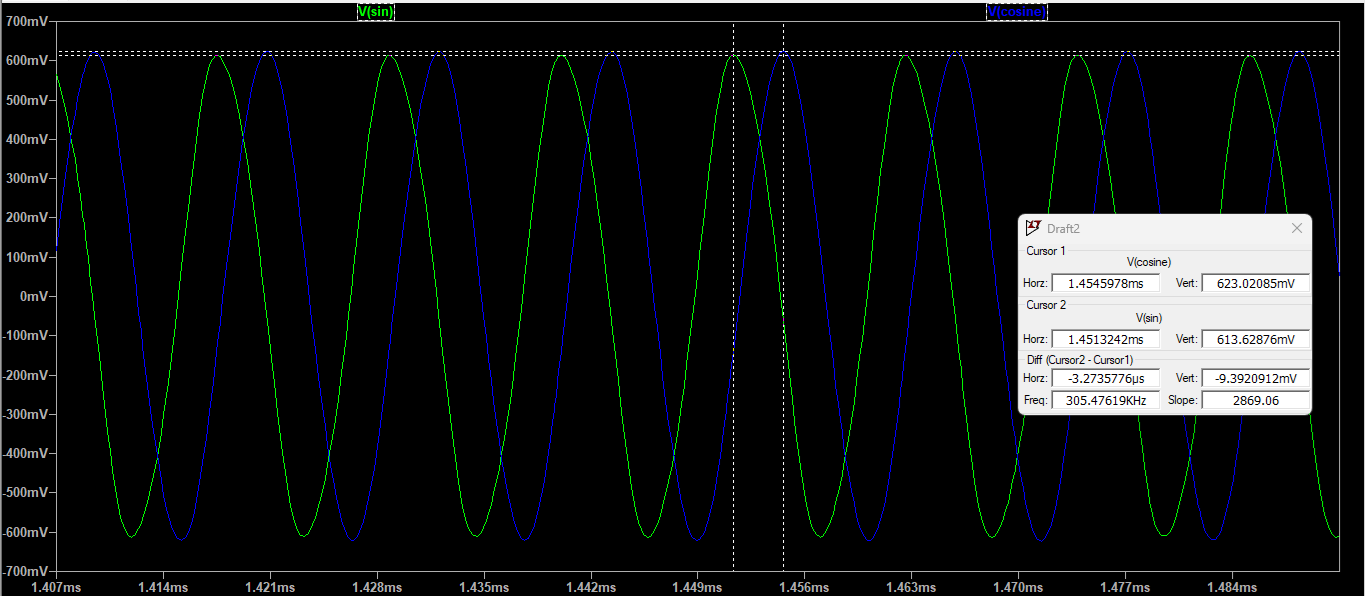 V(sin) V(cosine)
700mV
600mV
500mV
400mV
300mV
200mV
100mV
0mV
-100mV
-200mV
-300mV
-400mV
-500mV
-600mV
-700mV
1.407ms 1.414ms 1.421ms 1.428ms 1.435ms 1.442ms 1.449ms 1.456ms 1.463ms 1.470ms 1.477ms 1.484ms
Draft2
Cursor 1
V(cosine)
Horz: 1.4545978ms Vert: 623.02085mV
Cursor 2
V(sin)
Horz: 1.4513242ms Vert: 613.62876mV
Diff (Cursor2 - Cursor1)
Horz: -3.2735776µs Vert: -9.3920912mV
Freq: 305.47619KHz Slope: 2869.06